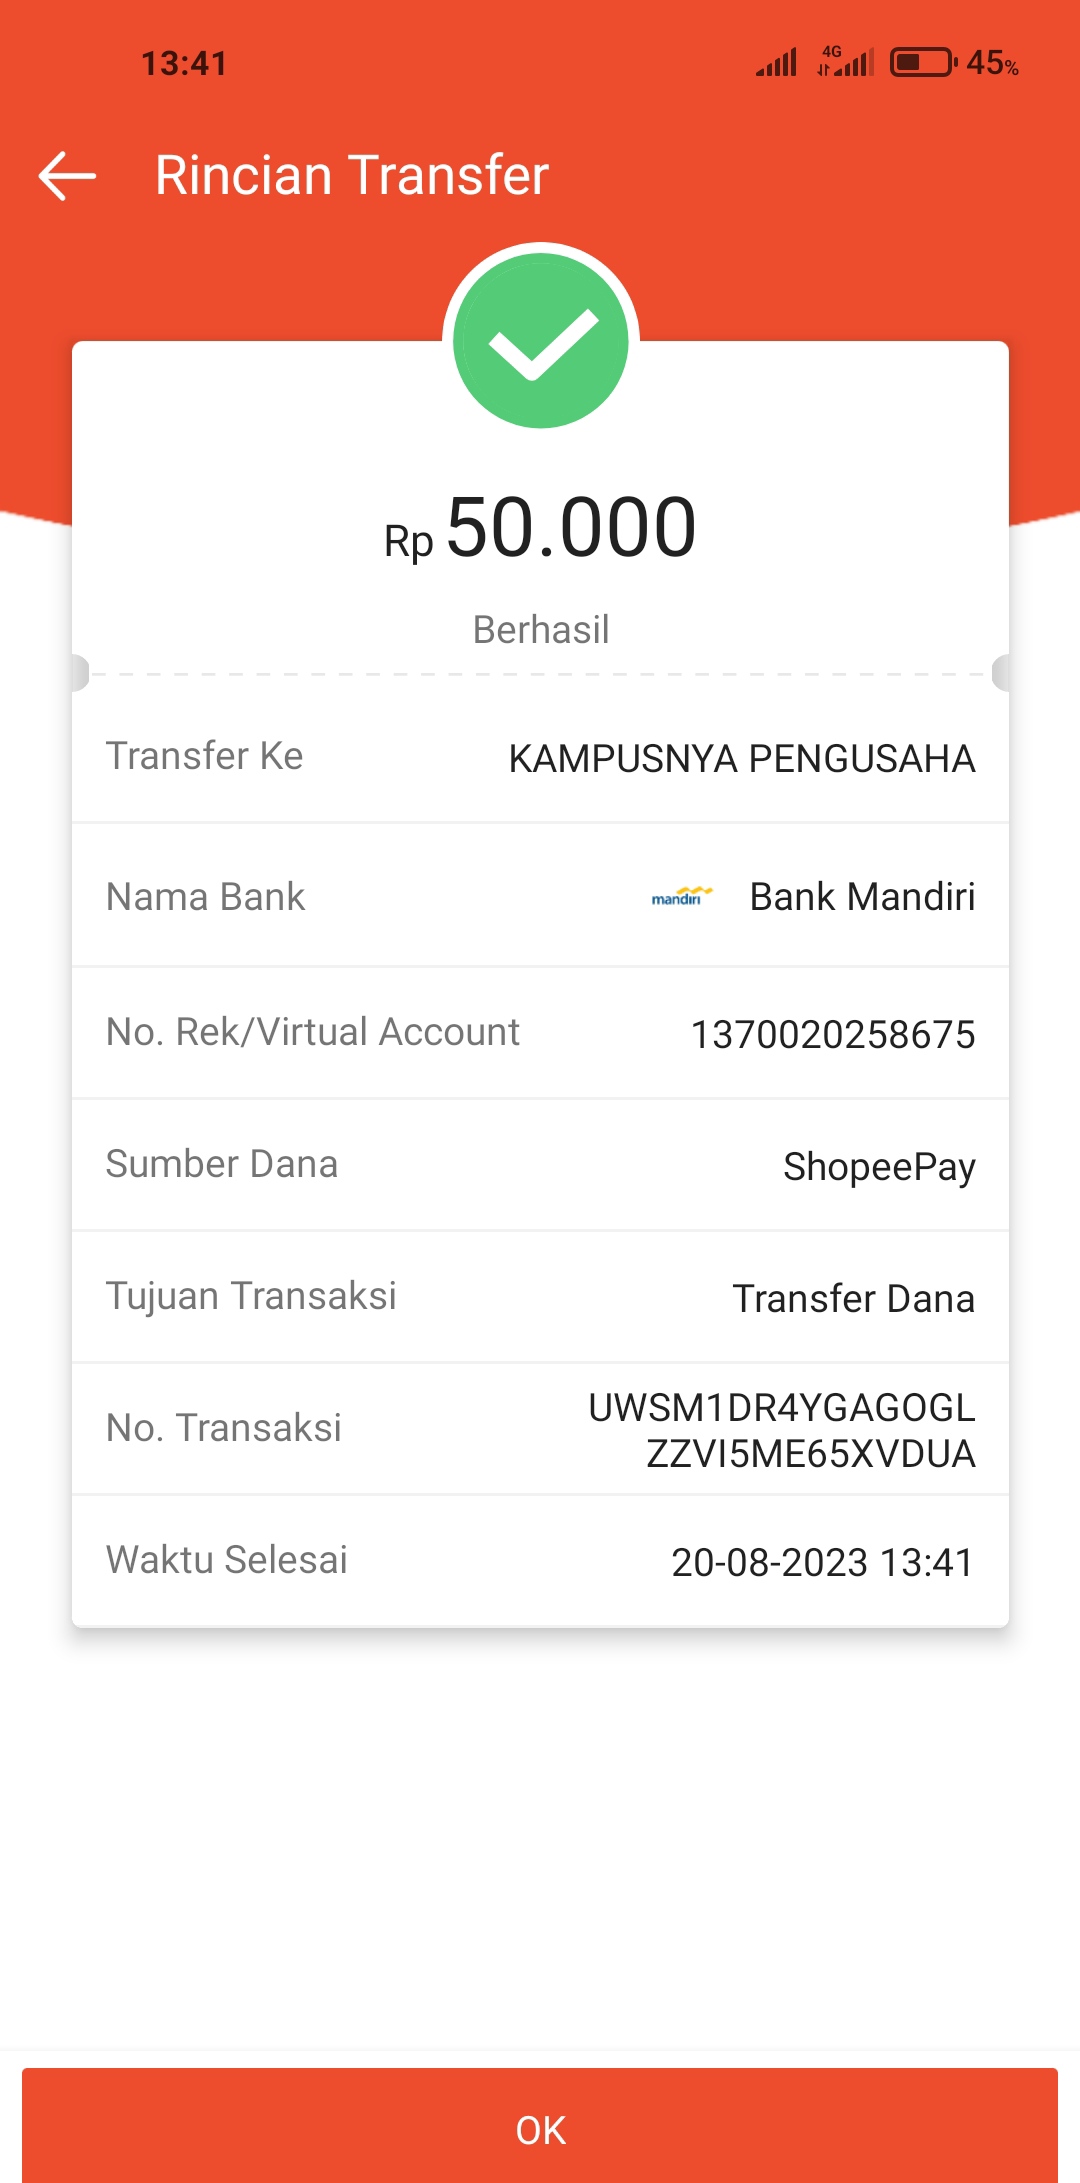 13:41
4G
45%
Rincian Transfer
Rp 50.000
Berhasil
Transfer Ke
KAMPUSNYA PENGUSAHA
Nama Bank
mandiri
Bank Mandiri
No. Rek/Virtual Account
1370020258675
Sumber Dana
ShopeePay
Tujuan Transaksi
Transfer Dana
No. Transaksi
UWSM1DR4YGAGOGL
ZZVI5ME65XVDUA
Waktu Selesai
20-08-2023 13:41
OK